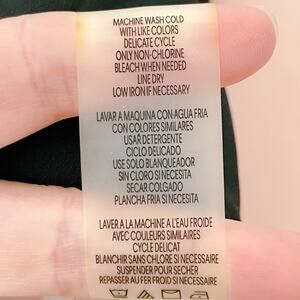 MACHINE WASH COLD
WITH LIKE COLORS
DELICATE CYCLE
ONLY NON-CHLORINE
BLEACH WHEN NEEDED
LINE DRY
LOW IRON IF NECESSARY
LAVAR A MAQUINA CON AGUA FRIA
CON COLORES SIMILARES
USAR DETERGENTE
CICLO DELICADO
USE SOLO BLANQUEADOR
SIN CLORO SI NECESITA
SECAR COLGADO
PLANCHA FRIA SI NECESITA
LAVER A LA MACHINE A L'EAU FROIDE
AVEC COULEURS SIMILAIRES
CYCLE DELICAT
BLANCHIR SANS CHLORE SI NECESSAIRE
SUSPENDER POUR SECHER
REPASSER AU FER FROID SI NECESSAIRE